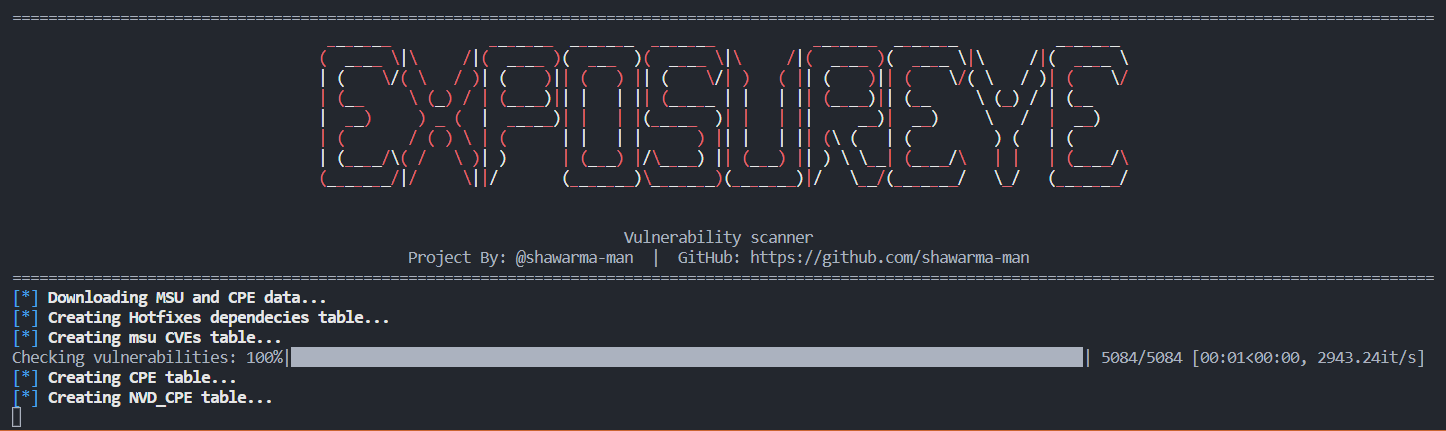 EXPOSUREYE
Vulnerability scanner
Project By: @shawarma-man | GitHub: https://github.com/shawarma-man
[*] Downloading MSU and CPE data...
[*] Creating Hotfixes dependecies table...
[*] Creating msu CVEs table...
Checking vulnerabilities: 100%| | 5084/5084 [00:01<00:00, 2943.24it/s]
[*] Creating CPE table...
[*] Creating NVD_CPE table...